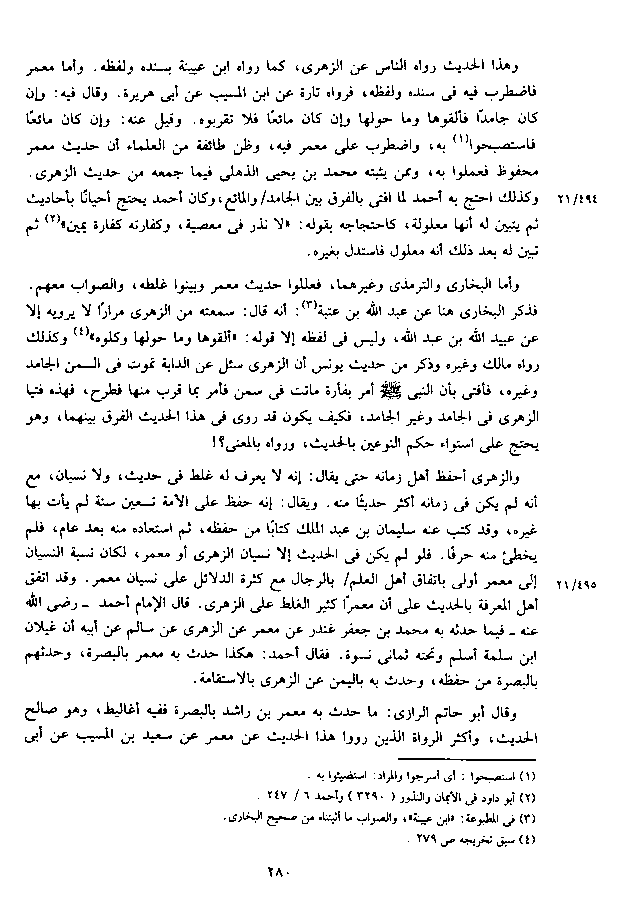 وهذا الحديث رواه الناس عن الزهرى، كما رواه ابن عيينة بسنده ولفظه. وأما معمر
فاضطرب فيه فى سنده ولفظه، فرواه تارة عن ابن المسيب عن أبى هريرة. وقال فيه: وإن
كان جامدًا فألقوها وما حولها وإن كان مائعًا فلا تقربوه. وقيل عنه: وإن كان مائعًا
فاستصبحوا(١) به، واضطرب على معمر فيه، وظن طائفة من العلماء أن حديث معمر
محفوظ فعملوا به، وممن يثبته محمد بن يحيى الذهلى فيما جمعه من حديث الزهرى.
وكذلك احتج به أحمد لما افتى بالفرق بين الجامد/ والمائع، وكان أحمد يحتج أحيانًا بأحاديث ٢١/٤٩٤
ثم يتبين له أنها معلولة، كاحتجاجه بقوله: «لا نذر فى معصية، وكفارته كفارة يمين»(٢) ثم
تبين له بعد ذلك أنه معلول فاستدل بغيره.
وأما البخارى والترمذى وغيرهما، فعللوا حديث معمر وبينوا غلطه، والصواب معهم.
فذكر البخارى هنا عن عبد الله بن عتبة(٣): أنه قال: سمعته من الزهرى مرارًا لا يرويه إلا
عن عبيد الله بن عبد الله، وليس فى لفظه إلا قوله: «ألقوها وما حولها وكلوه»(٤) وكذلك
رواه مالك وغيره وذكر من حديث يونس أن الزهرى سئل عن الدابة تموت فى السمن الجامد
وغيره، فأفتى بأن النبى ﷺ أمر بفأرة ماتت فى سمن فأمر بما قرب منها فطرح، فهذه فتيا
الزهرى فى الجامد وغير الجامد، فكيف يكون قد روى فى هذا الحديث الفرق بينهما، وهو
يحتج على استواء حكم النوعين بالحديث، ورواه بالمعنى؟!
والزهرى أحفظ أهل زمانه حتى يقال: إنه لا يعرف له غلط فى حديث، ولا نسيان، مع
أنه لم يكن فى زمانه أكثر حديثًا منه. ويقال: إنه حفظ على الأمة تسعين سنة لم يأت بها
غيره، وقد كتب عنه سليمان بن عبد الملك كتابًا من حفظه، ثم استعاده منه بعد عام، فلم
يخطئ منه حرفًا. فلو لم يكن فى الحديث إلا نسيان الزهرى أو معمر، لكان نسبة النسيان
إلى معمر أولى باتفاق أهل العلم/ بالرجال مع كثرة الدلائل على نسيان معمر. وقد اتفق ٢١/٤٩٥
أهل المعرفة بالحديث على أن معمرًا كثير الغلط على الزهرى. قال الإمام أحمد ـ رضى الله
عنه ـ فيما حدثه به محمد بن جعفر غندر عن معمر عن الزهرى عن سالم عن أبيه أن غيلان
ابن سلمة أسلم وتحته ثمانى نسوة. فقال أحمد: هكذا حدث به معمر بالبصرة، وحدثهم
بالبصرة من حفظه، وحدث به باليمن عن الزهرى بالاستقامة.
وقال أبو حاتم الرازى: ما حدث به معمر بن راشد بالبصرة ففيه أغاليط، وهو صالح
الحديث، وأكثر الرواة الذين رووا هذا الحديث عن معمر عن سعيد بن المسيب عن أبى
(١) استصبحوا : أى أسرجوا والمراد: استضيئوا به .
(٢) أبو داود فى الأيمان والنذور ( ٣٢٩٠ ) وأحمد ٦ / ٢٤٧ .
(٣) فى المطبوعة: «ابن عيينة»، والصواب ما أثبتناه من صحيح البخارى.
(٤) سبق تخريجه ص ٢٧٩ .
٢٨٠